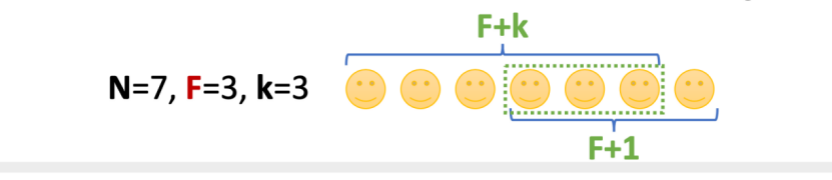 F+k
N=7, F=3, k=3
F+1